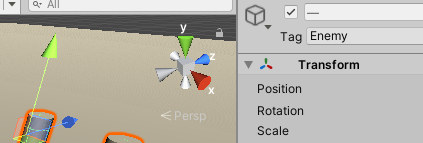 All
y
z
x
Persp
—
Tag Enemy
Transform
Position
Rotation
Scale